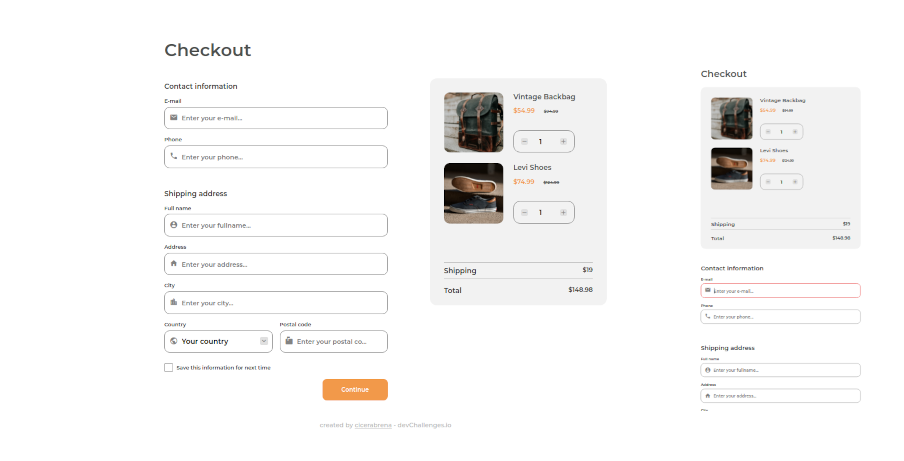 Checkout
Contact information
E-mail
Enter your e-mail...
Phone
Enter your phone...
Shipping address
Full name
Enter your fullname...
Address
Enter your address...
City
Enter your city...
Country
Your country
Postal code
Enter your postal co...
Save this information for next time
Continue
Vintage Backbag
$54.99 $94.99
1
Levi Shoes
$74.99 $124.99
1
Shipping $19
Total $148.98
created by cicerabrena - devChallenges.io
Checkout
Vintage Backbag
$54.99 $94.99
1
Levi Shoes
$74.99 $124.99
1
Shipping $19
Total $148.98
Contact information
E-mail
Enter your e-mail...
Phone
Enter your phone...
Shipping address
Full name
Enter your fullname...
Address
Enter your address...
City